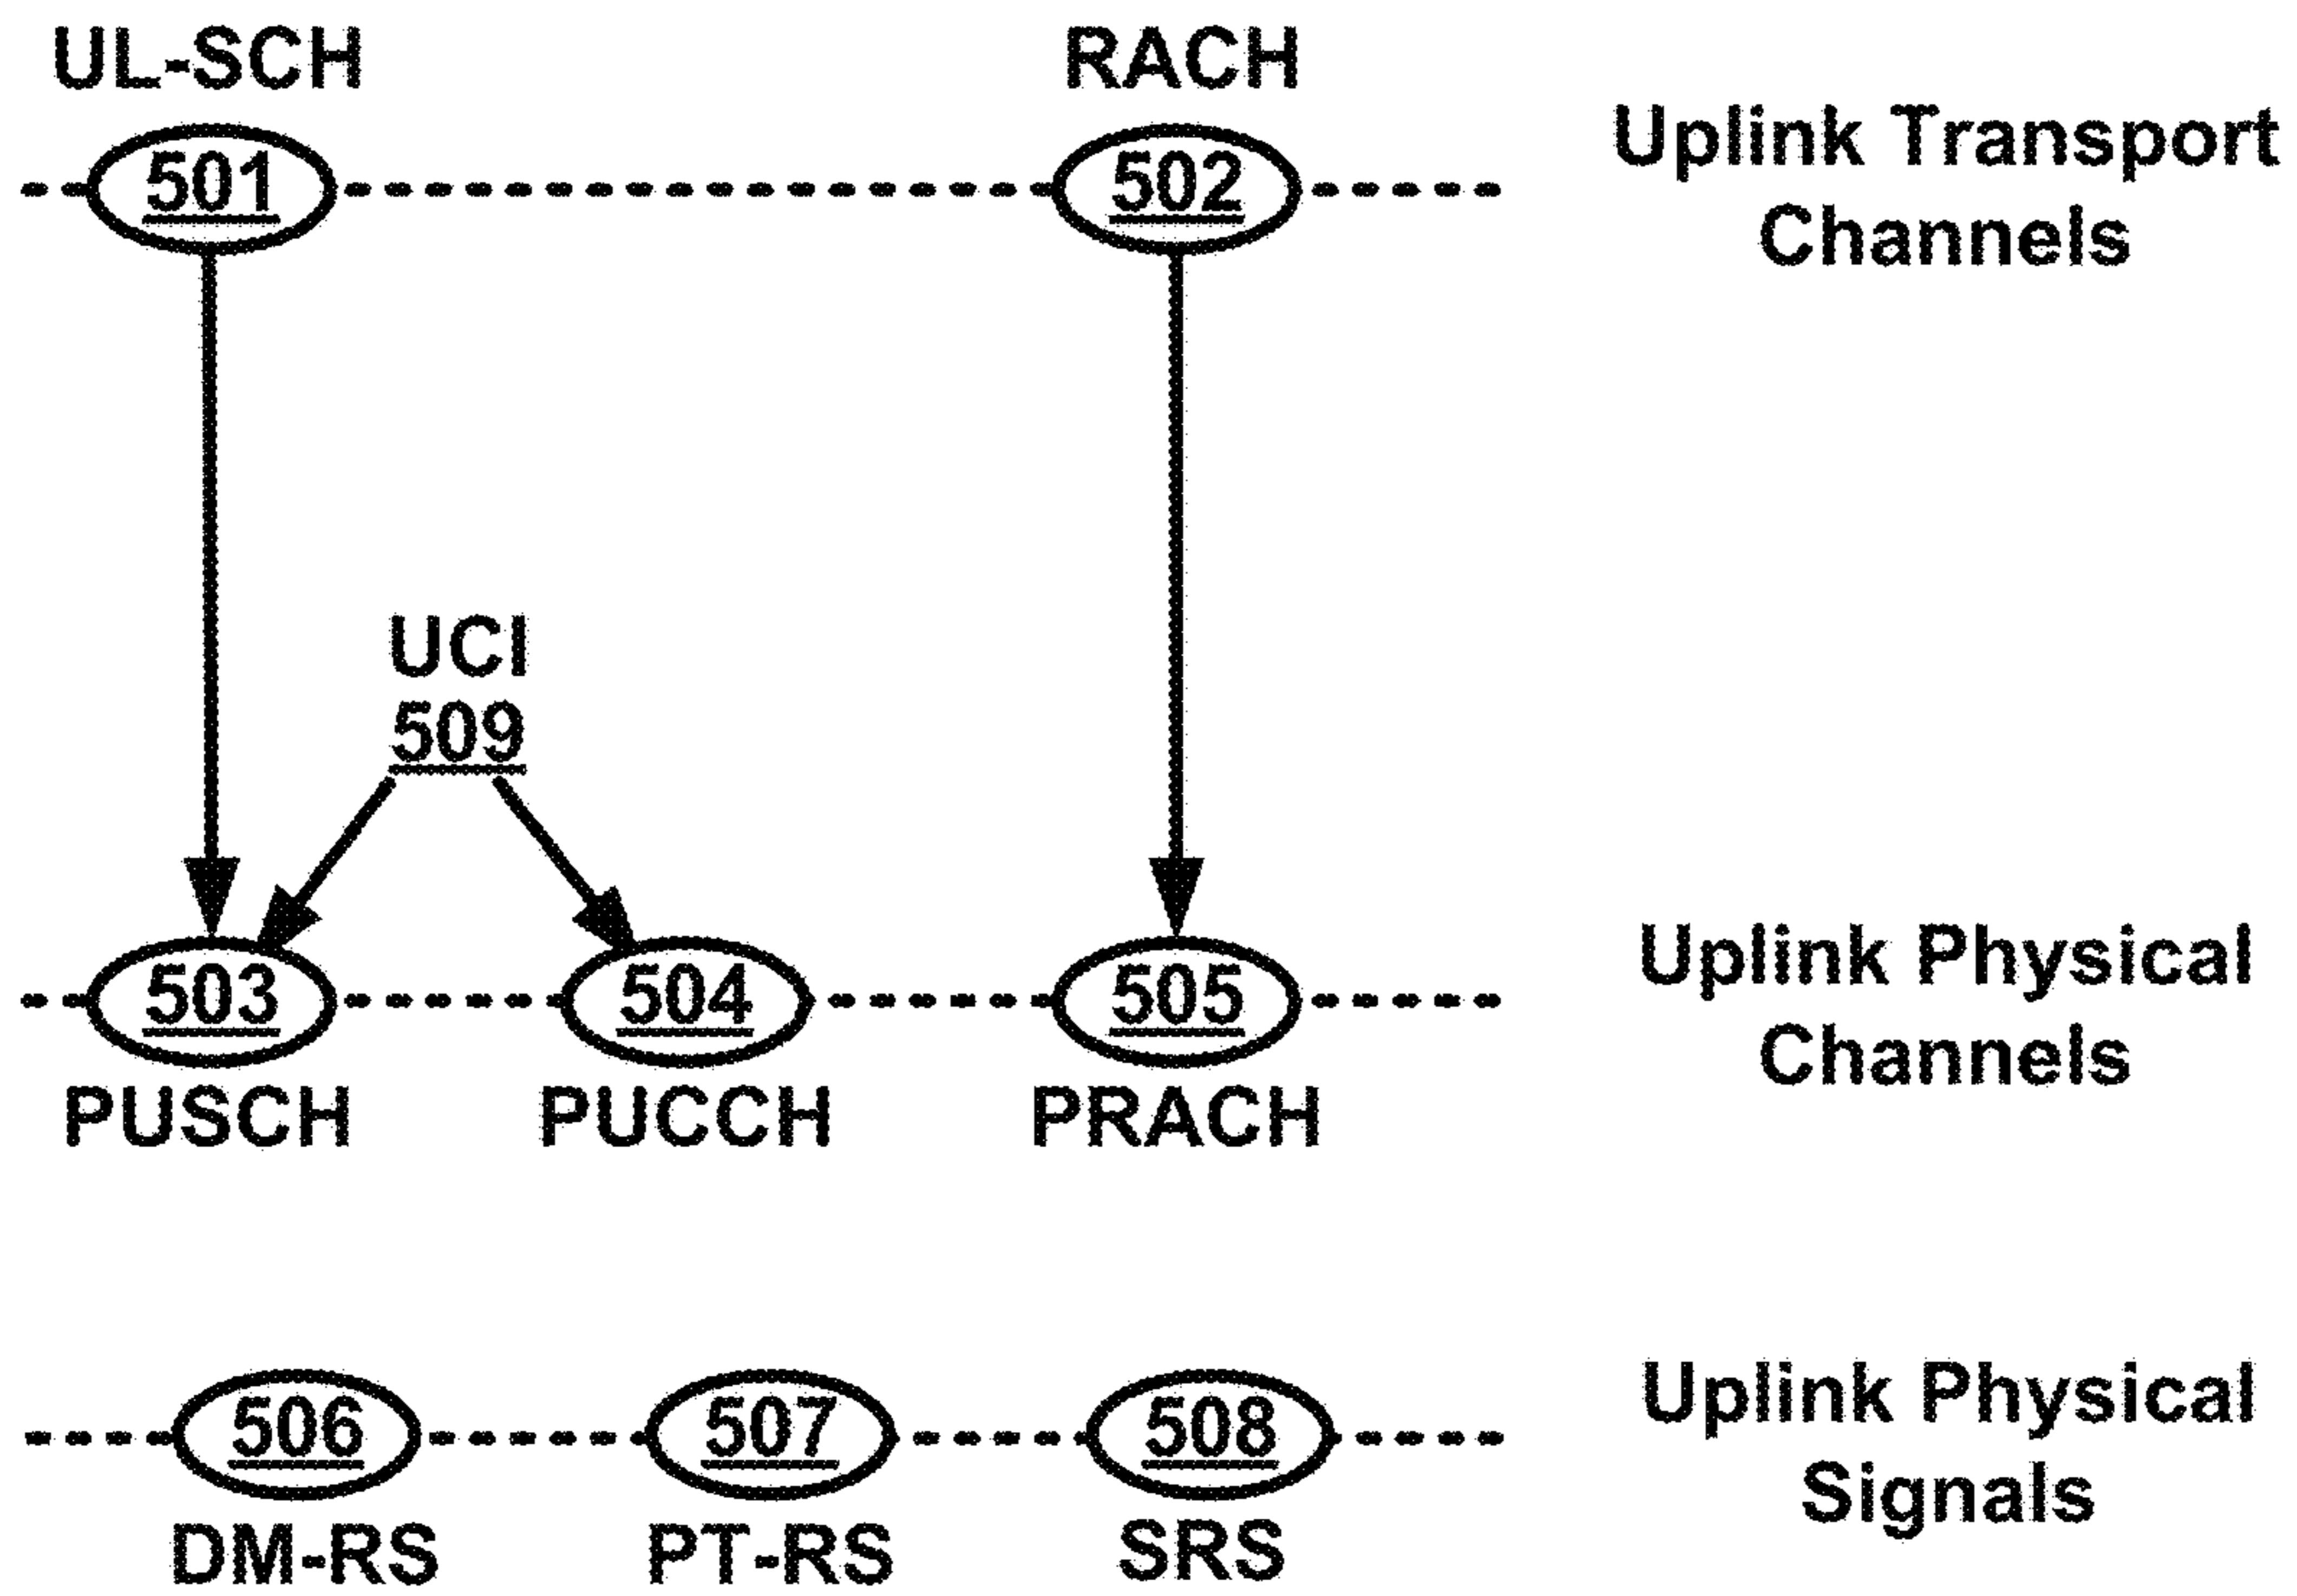 UL-SCH
RACH
501
502
Uplink Transport
Channels
UCI
509
503
504
505
Uplink Physical
Channels
PUSCH
PUCCH
PRACH
506
507
508
Uplink Physical
Signals
DM-RS
PT-RS
SRS